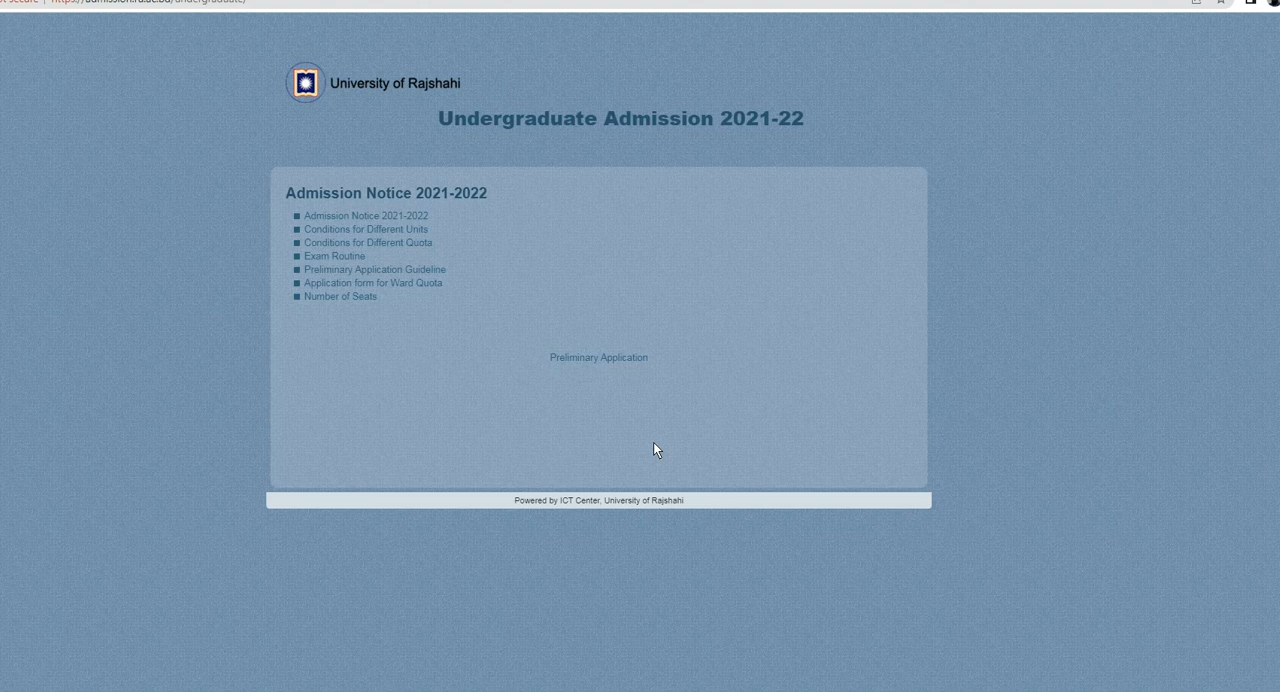 University of Rajshahi
Undergraduate Admission 2021-22
Admission Notice 2021-2022
Admission Notice 2021-2022
Conditions for Different Units
Conditions for Different Quota
Exam Routine
Preliminary Application Guideline
Application form for Ward Quota
Number of Seats
Preliminary Application
Powered by ICT Center, University of Rajshahi